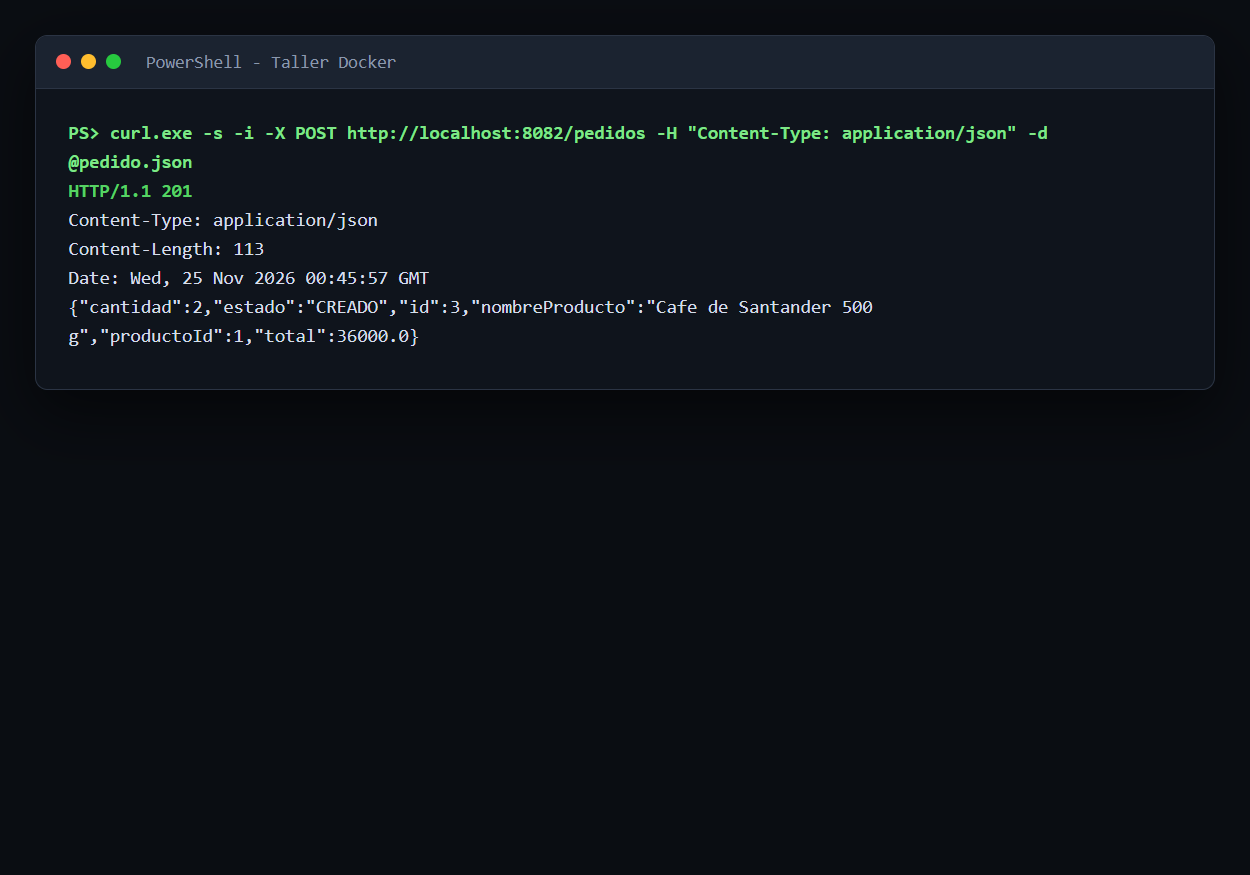 PowerShell - Taller Docker
PS> curl.exe -s -i -X POST http://localhost:8082/pedidos -H "Content-Type: application/json" -d
@pedido.json
HTTP/1.1 201
Content-Type: application/json
Content-Length: 113
Date: Wed, 25 Nov 2026 00:45:57 GMT
{"cantidad":2,"estado":"CREADO","id":3,"nombreProducto":"Cafe de Santander 500
g","productoId":1,"total":36000.0}